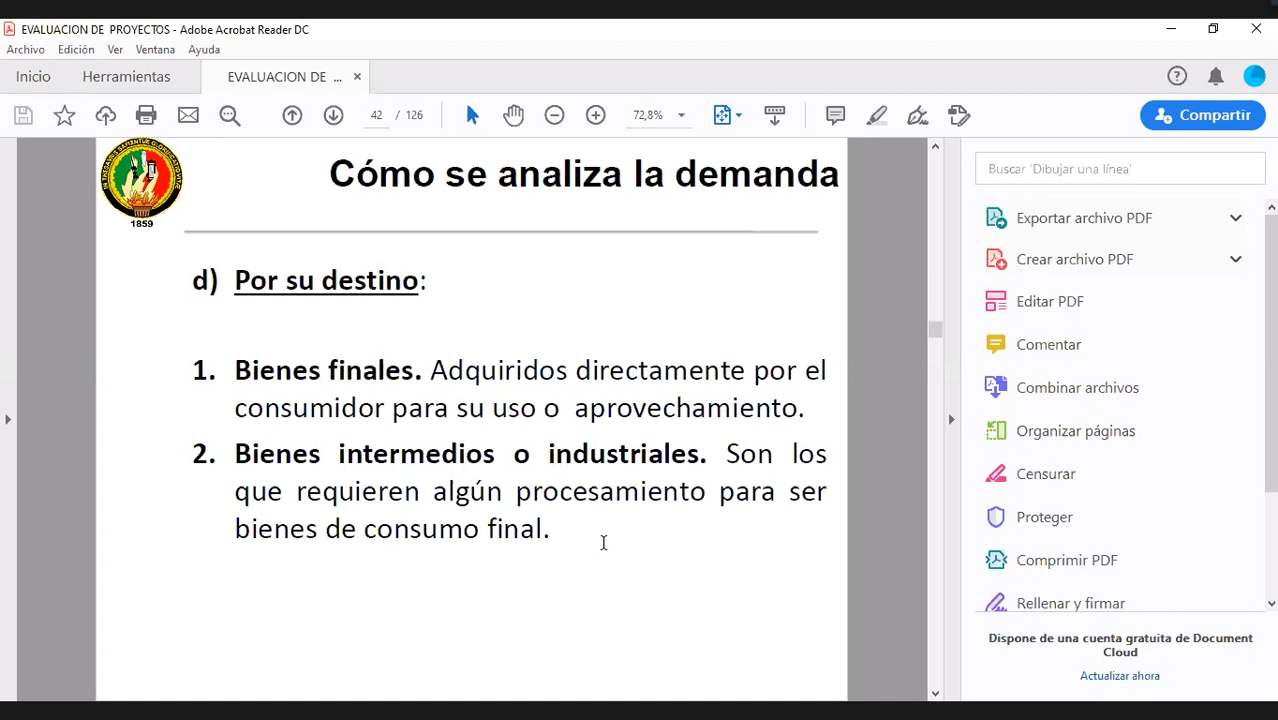 EVALUACION DE PROYECTOS - Adobe Acrobat Reader DC
Archivo Edición Ver Ventana Ayuda
Inicio Herramientas EVALUACION DE ... ×
42 / 126 72,8% Compartir
Cómo se analiza la demanda
1859
d) Por su destino:
1. Bienes finales. Adquiridos directamente por el
consumidor para su uso o aprovechamiento.
2. Bienes intermedios o industriales. Son los
que requieren algún procesamiento para ser
bienes de consumo final.
Buscar 'Dibujar una línea'
Exportar archivo PDF
Crear archivo PDF
Editar PDF
Comentar
Combinar archivos
Organizar páginas
Censurar
Proteger
Comprimir PDF
Rellenar y firmar
Dispone de una cuenta gratuita de Document
Cloud
Actualizar ahora